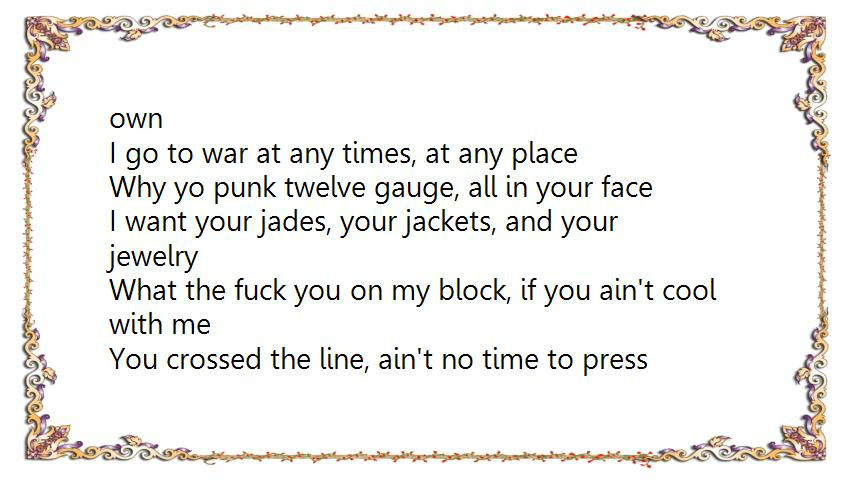 own
I go to war at any times, at any place
Why yo punk twelve gauge, all in your face
I want your jades, your jackets, and your
jewelry
What the fuck you on my block, if you ain't cool
with me
You crossed the line, ain't no time to press